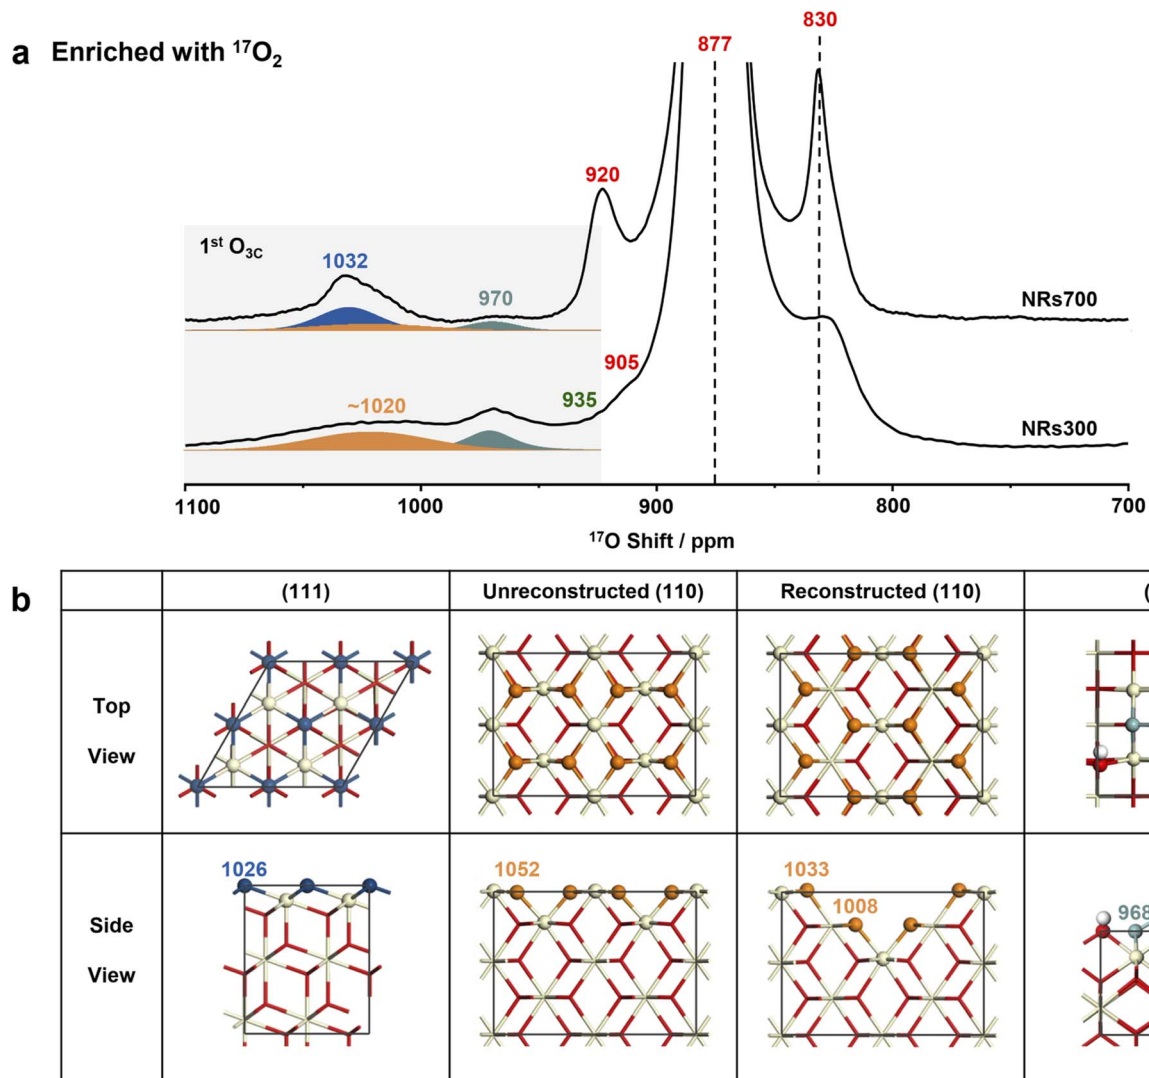 a Enriched with ¹⁷O₂
830
877
920
1ˢᵗ O₃C
1032
970
NRs700
905
935
~1020
NRs300
1100 1000 900 800 700
¹⁷O Shift / ppm
b
(111) Unreconstructed (110) Reconstructed (110) (
Top
View
1026 1052 1033
1008
968
Side
View